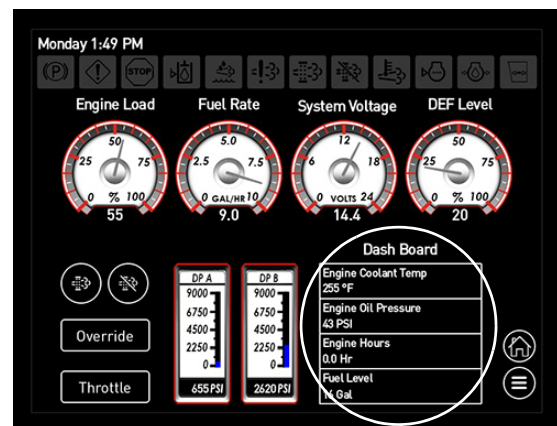 Monday 1:49 PM
(P)
STOP
Engine Load
Fuel Rate
System Voltage
DEF Level
50
25 75
0 % 100
55
5.0
2.5 7.5
0 GAL/HR 10
9.0
12
6 18
0 VOLTS 24
14.4
50
25 75
0 % 100
20
Override
Throttle
DP A
9000
6750
4500
2250
0
655 PSI
DP B
9000
6750
4500
2250
0
2620 PSI
Dash Board
Engine Coolant Temp
255 °F
Engine Oil Pressure
43 PSI
Engine Hours
0.0 Hr
Fuel Level
16 Gal